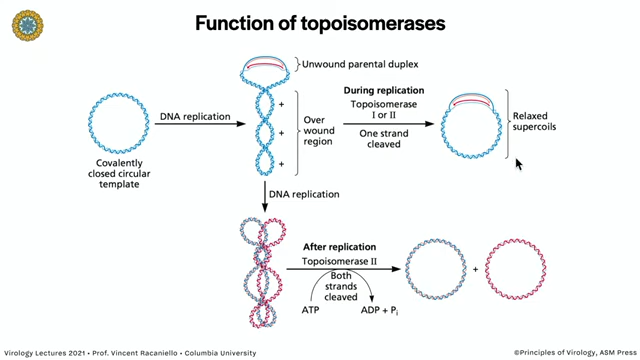 Function of topoisomerases
Unwound parental duplex
During replication
Topoisomerase
I or II
One strand
cleaved
DNA replication
+
+
+
Over
wound
region
Relaxed
supercoils
Covalently
closed circular
template
DNA replication
After replication
Topoisomerase II
Both
strands
cleaved
ATP
ADP + Pi
+
Virology Lectures 2021 • Prof. Vincent Racaniello • Columbia University
©Principles of Virology, ASM Press